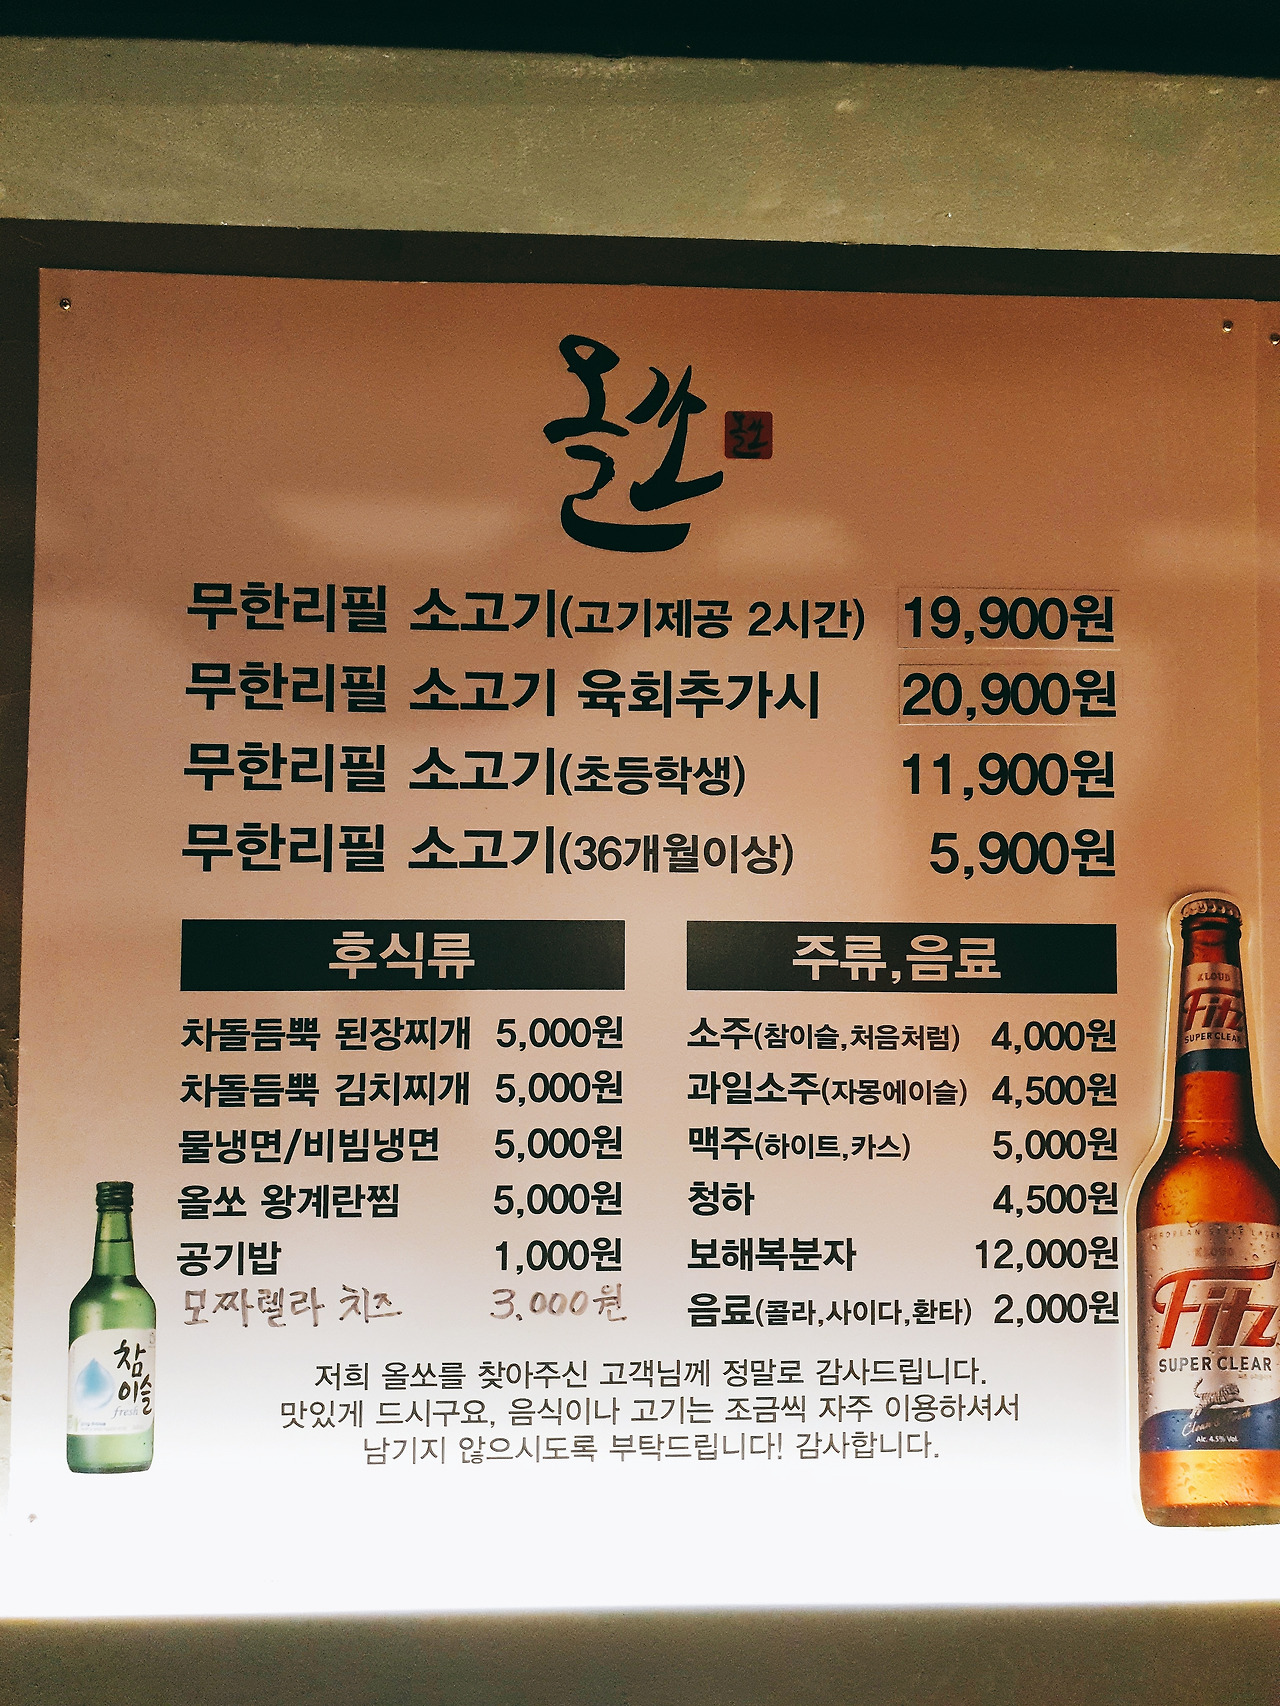 올쏘
올쏘
무한리필 소고기(고기제공 2시간) 19,900원
무한리필 소고기 육회추가시 20,900원
무한리필 소고기(초등학생) 11,900원
무한리필 소고기(36개월이상) 5,900원
후식류
차돌듬뿍 된장찌개 5,000원
차돌듬뿍 김치찌개 5,000원
물냉면/비빔냉면 5,000원
올쏘 왕계란찜 5,000원
공기밥 1,000원
모짜렐라 치즈 3.000원
주류,음료
소주(참이슬,처음처럼) 4,000원
과일소주(자몽에이슬) 4,500원
맥주(하이트,카스) 5,000원
청하 4,500원
보해복분자 12,000원
음료(콜라,사이다,환타) 2,000원
저희 올쏘를 찾아주신 고객님께 정말로 감사드립니다.
맛있게 드시구요, 음식이나 고기는 조금씩 자주 이용하셔서
남기지 않으시도록 부탁드립니다! 감사합니다.
참
이슬
fresh
KLOUD
Fitz
SUPER CLEAR
EUROPEAN STYLE LAGER
KLOUD
Fitz
SUPER CLEAR
Alc. 4.5% Vol.